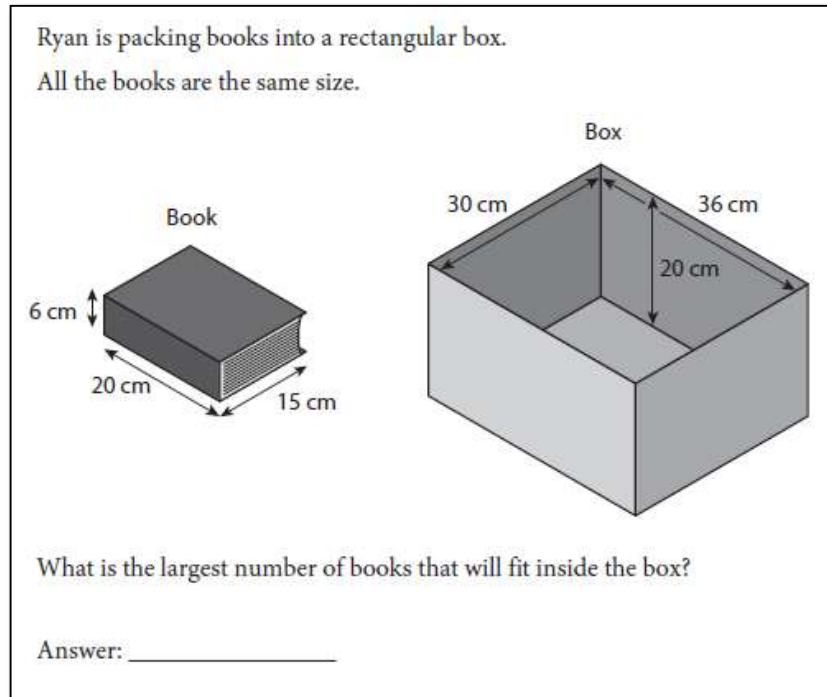 Ryan is packing books into a rectangular box.
All the books are the same size.
Box
30 cm
36 cm
Book
20 cm
6 cm
20 cm
15 cm
What is the largest number of books that will fit inside the box?
Answer: ________________